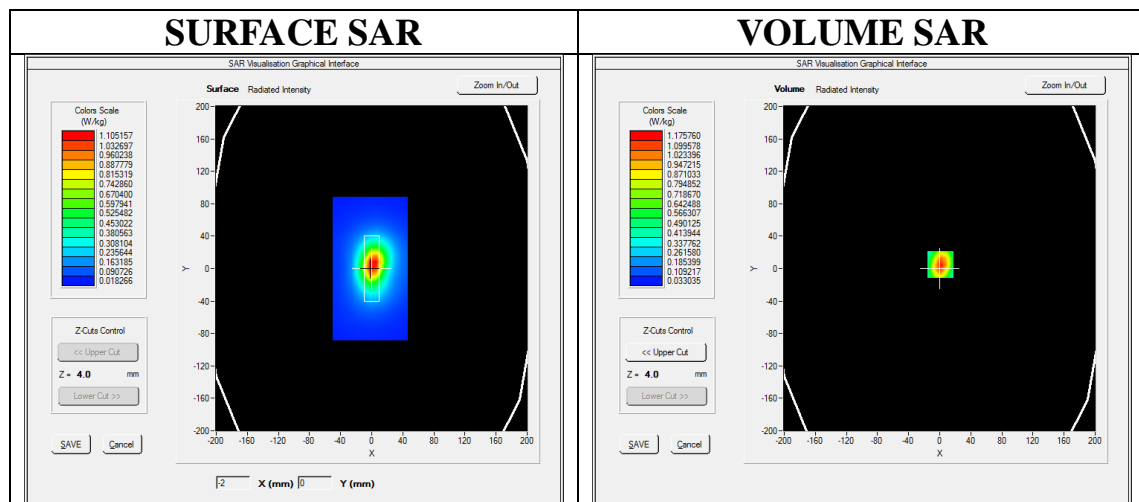 SURFACE SAR
SAR Visualisation Graphical Interface
Surface Radiated Intensity
Zoom In/Out
Colors Scale
(W/kg)
1.105157
1.032697
0.960238
0.887779
0.815319
0.742860
0.670400
0.597941
0.525482
0.453022
0.380563
0.308104
0.235644
0.163185
0.090726
0.018266
200
160
120
80
40
0
-40
-80
-120
-160
-200
Y
-200 -160 -120 -80 -40 0 40 80 120 160 200
X
Z-Cuts Control
<< Upper Cut
Z = 4.0 mm
Lower Cut >>
SAVE Cancel
-2 X (mm) 0 Y (mm)
VOLUME SAR
SAR Visualisation Graphical Interface
Volume Radiated Intensity
Zoom In/Out
Colors Scale
(W/kg)
1.175760
1.099578
1.023396
0.947215
0.871033
0.794852
0.718670
0.642488
0.566307
0.490125
0.413944
0.337762
0.261580
0.185399
0.109217
0.033035
200
160
120
80
40
0
-40
-80
-120
-160
-200
Y
-200 -160 -120 -80 -40 0 40 80 120 160 200
X
Z-Cuts Control
<< Upper Cut
Z = 4.0 mm
Lower Cut >>
SAVE Cancel